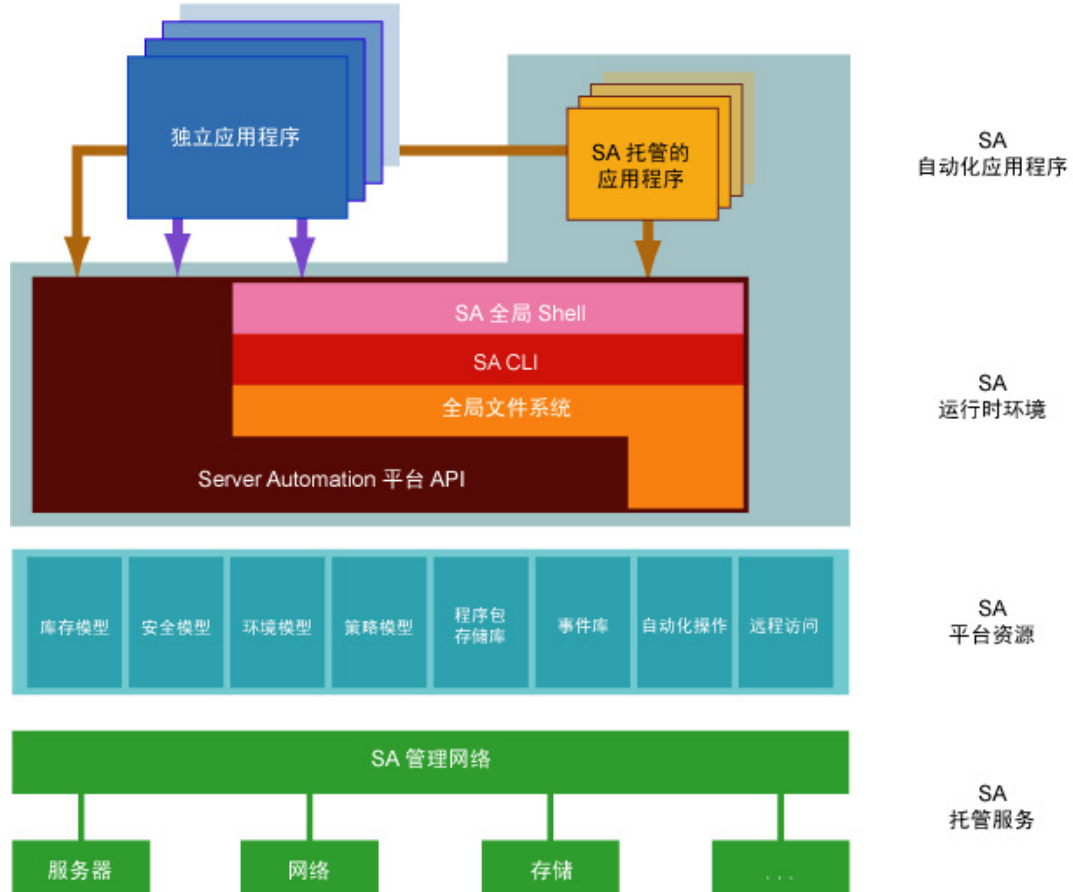 独立应用程序
SA 托管的
应用程序
SA
自动化应用程序
SA 全局 Shell
SA CLI
全局文件系统
Server Automation 平台 API
SA
运行时环境
库存模型
安全模型
环境模型
策略模型
程序包
存储库
事件库
自动化操作
远程访问
SA
平台资源
SA 管理网络
SA
托管服务
服务器
网络
存储
...